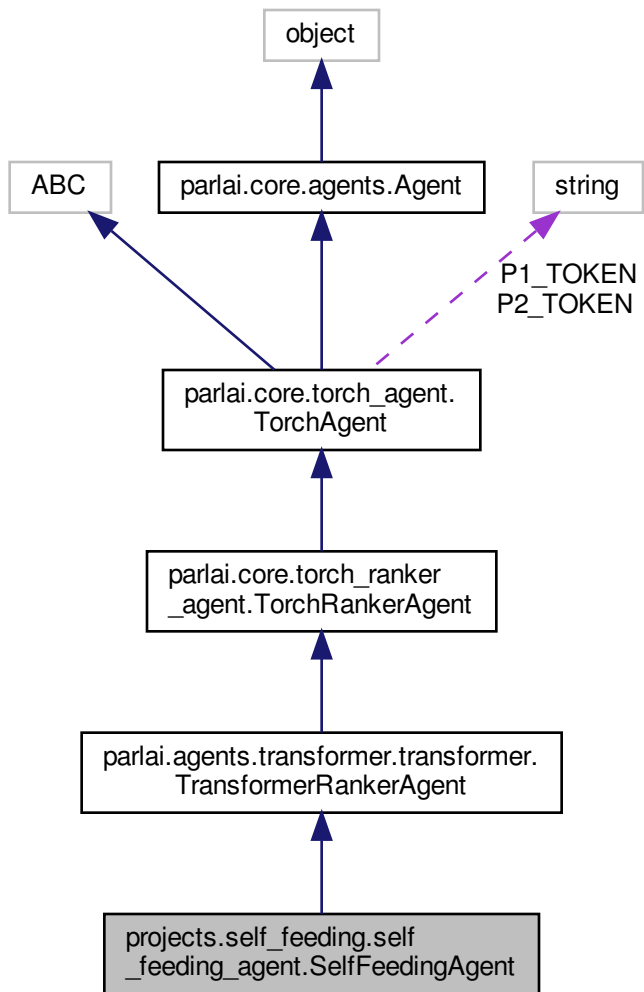 object
ABC
parlai.core.agents.Agent
string
P1_TOKEN
P2_TOKEN
parlai.core.torch_agent.
TorchAgent
parlai.core.torch_ranker
_agent.TorchRankerAgent
parlai.agents.transformer.transformer.
TransformerRankerAgent
projects.self_feeding.self
_feeding_agent.SelfFeedingAgent